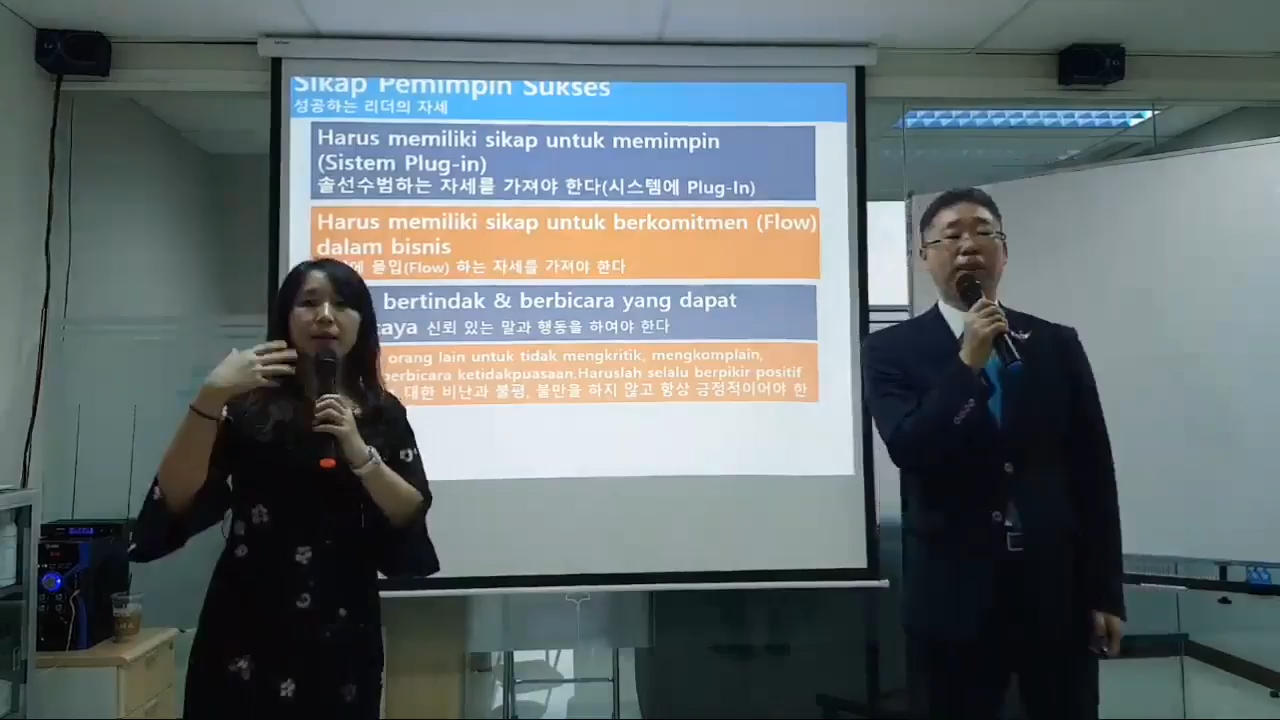 Sikap Pemimpin Sukses
성공하는 리더의 자세
Harus memiliki sikap untuk memimpin
(Sistem Plug-in)
솔선수범하는 자세를 가져야 한다(시스템에 Plug-In)
Harus memiliki sikap untuk berkomitmen (Flow)
dalam bisnis
몰입(Flow) 하는 자세를 가져야 한다
bertindak & berbicara yang dapat
신뢰 있는 말과 행동을 하여야 한다
orang lain untuk tidak mengkritik, mengkomplain,
ketidakpuasaan.Haruslah selalu berpikir positif
대한 비난과 불평, 불만을 하지 않고 항상 긍정적이어야 한